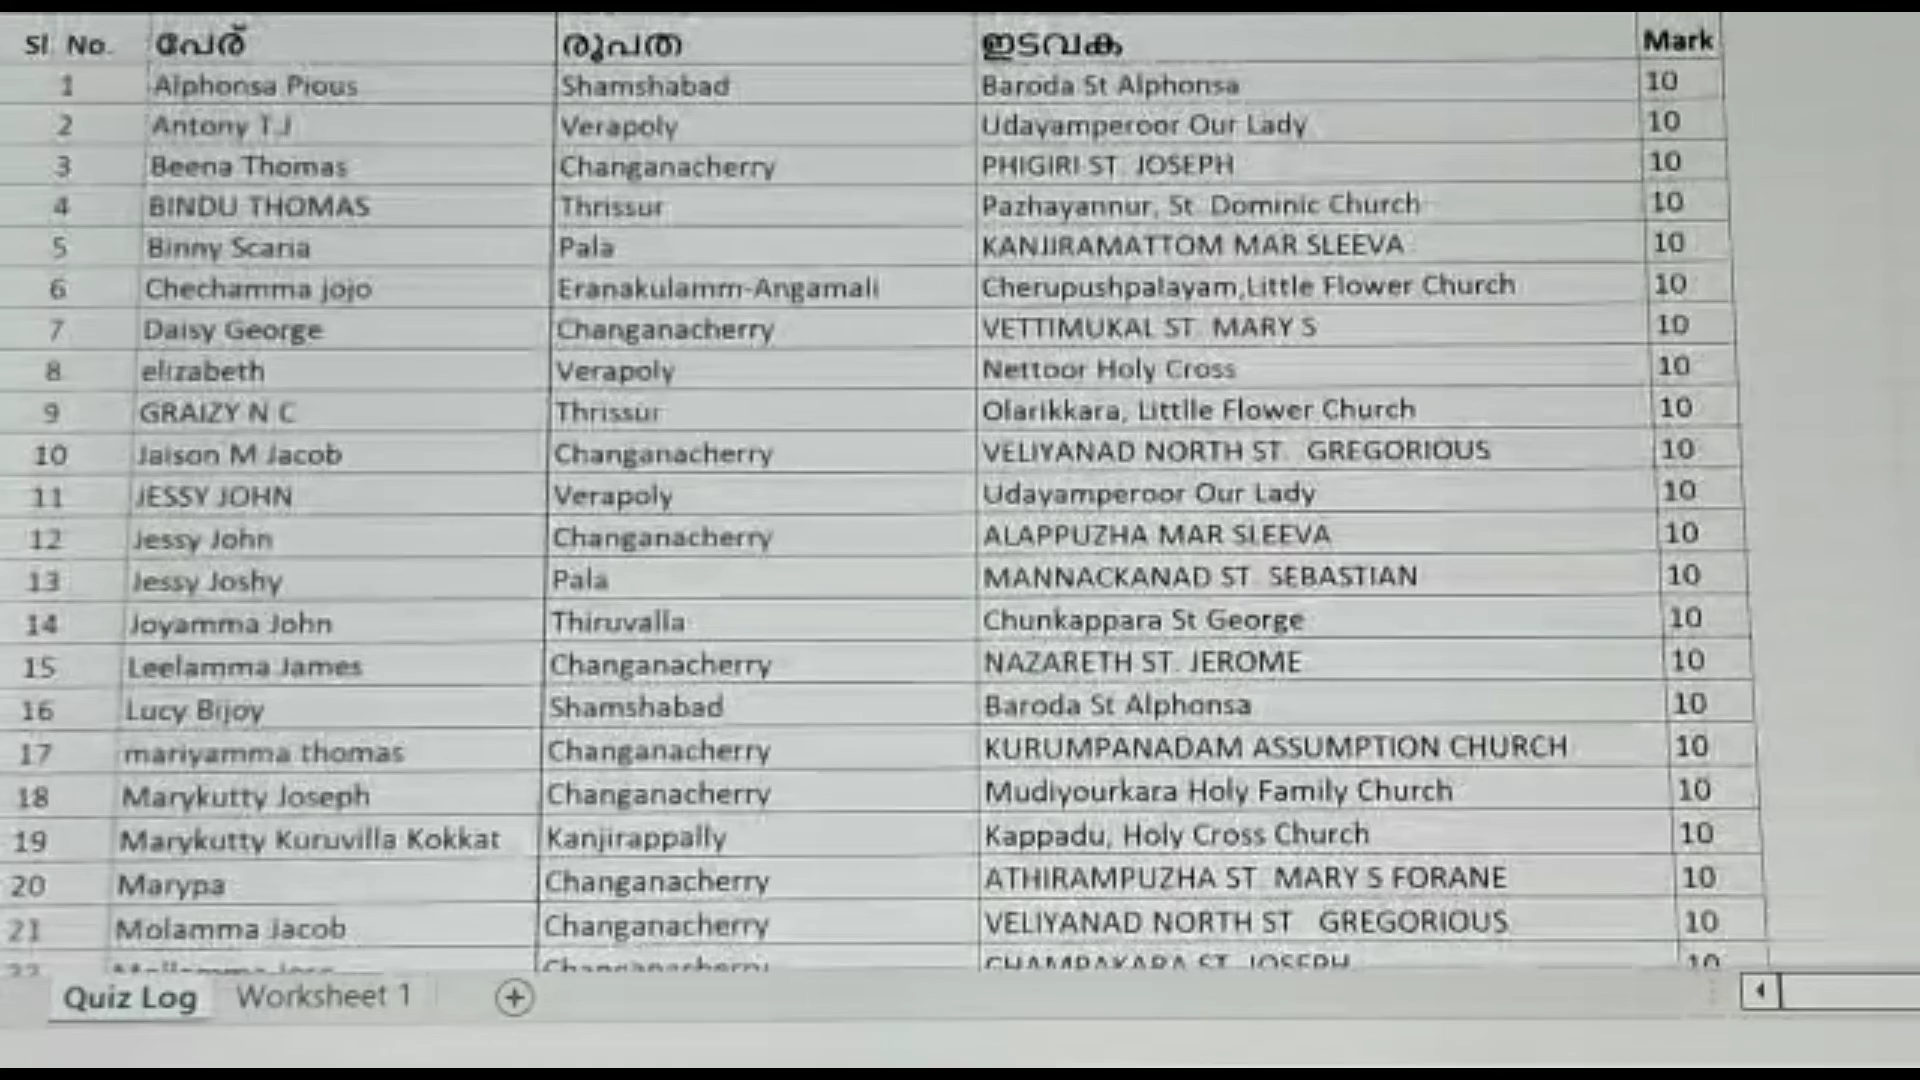 Sl. No. പേര് രൂപത ഇടവക Mark
1 Alphonsa Pious Shamshabad Baroda St Alphonsa 10
2 Antony T J Verapoly Udayamperoor Our Lady 10
3 Beena Thomas Changanacherry PHIGIRI ST. JOSEPH 10
4 BINDU THOMAS Thrissur Pazhayannur, St. Dominic Church 10
5 Binny Scaria Pala KANJIRAMATTOM MAR SLEEVA 10
6 Chechamma jojo Eranakulamm-Angamali Cherupushpalayam,Little Flower Church 10
7 Daisy George Changanacherry VETTIMUKAL ST. MARY S 10
8 elizabeth Verapoly Nettoor Holy Cross 10
9 GRAIZY N C Thrissur Olarikkara, Littlle Flower Church 10
10 Jaison M Jacob Changanacherry VELIYANAD NORTH ST. GREGORIOUS 10
11 JESSY JOHN Verapoly Udayamperoor Our Lady 10
12 Jessy John Changanacherry ALAPPUZHA MAR SLEEVA 10
13 Jessy Joshy Pala MANNACKANAD ST. SEBASTIAN 10
14 Joyamma John Thiruvalla Chunkappara St George 10
15 Leelamma James Changanacherry NAZARETH ST. JEROME 10
16 Lucy Bijoy Shamshabad Baroda St Alphonsa 10
17 mariyamma thomas Changanacherry KURUMPANADAM ASSUMPTION CHURCH 10
18 Marykutty Joseph Changanacherry Mudiyourkara Holy Family Church 10
19 Marykutty Kuruvilla Kokkat Kanjirappally Kappadu, Holy Cross Church 10
20 Marypa Changanacherry ATHIRAMPUZHA ST. MARY S FORANE 10
21 Molamma Jacob Changanacherry VELIYANAD NORTH ST GREGORIOUS 10
22 Changanacherry CHAMPAKARA ST. JOSEPH 10
Quiz Log Worksheet 1